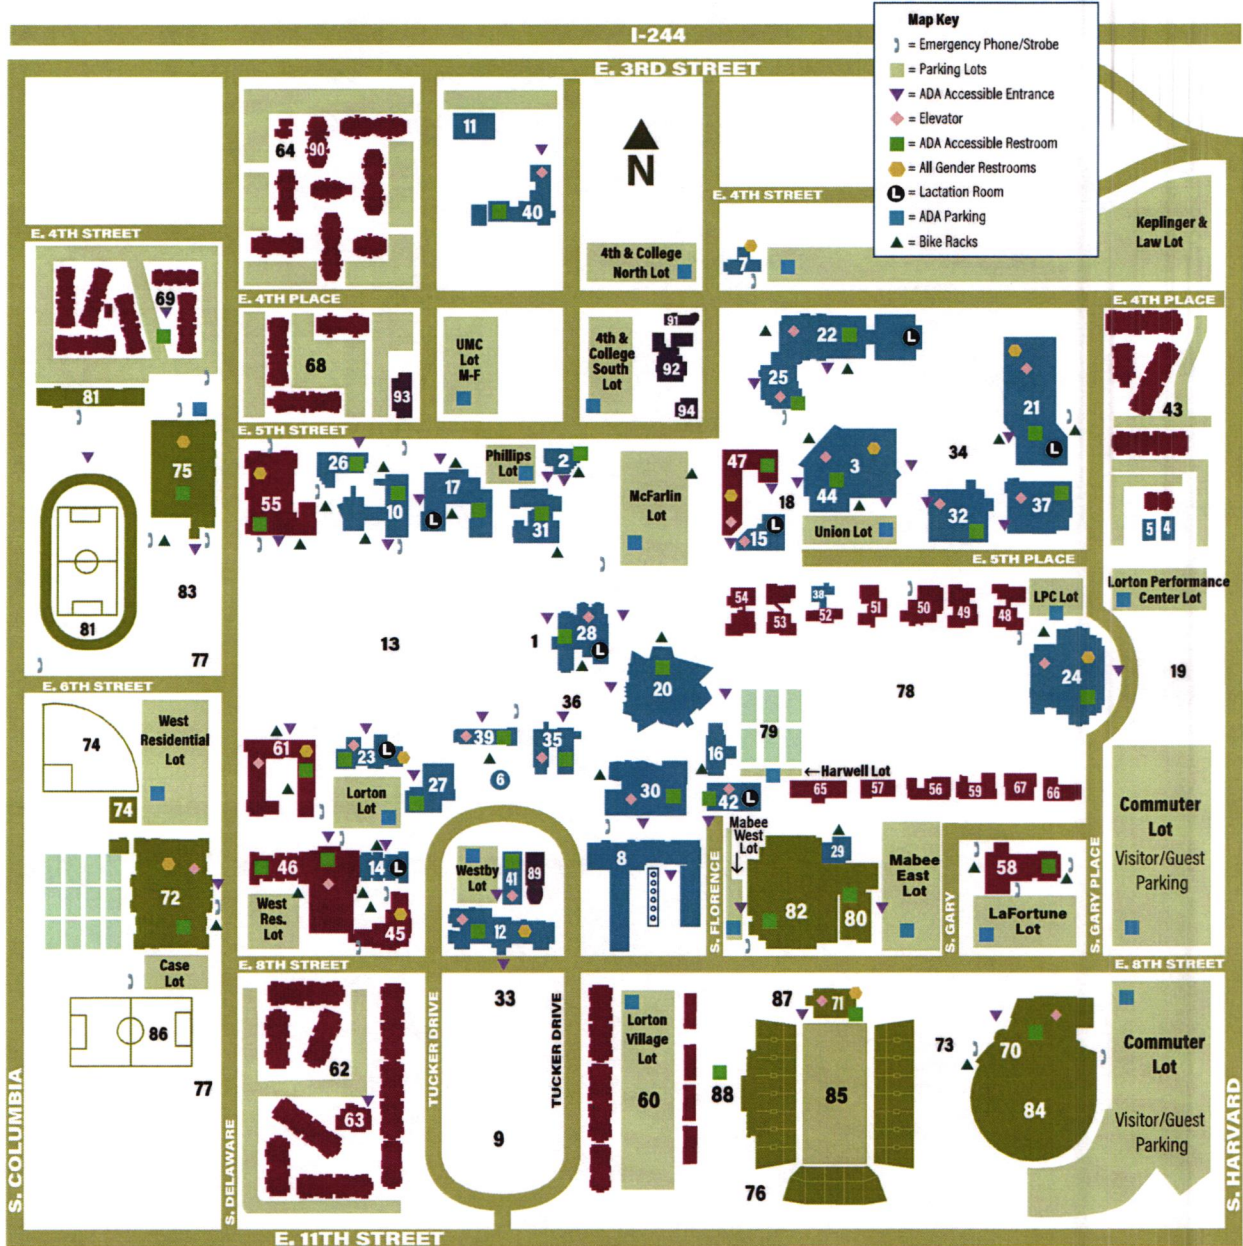 I-244
E. 3RD STREET
Map Key
= Emergency Phone/Strobe
= Parking Lots
= ADA Accessible Entrance
= Elevator
= ADA Accessible Restroom
= All Gender Restrooms
L = Lactation Room
= ADA Parking
= Bike Racks
11
64
90
N
40
E. 4TH STREET
Keplinger &
Law Lot
E. 4TH STREET
4th & College
North Lot
7
69
E. 4TH PLACE
E. 4TH PLACE
68
UMC
Lot
M-F
4th &
College
South
Lot
91
92
93
94
22
L
25
21
L
43
81
E. 5TH STREET
75
55
26
10
17
L
Phillips
Lot
2
31
McFarlin
Lot
47
18
15
L
3
44
Union Lot
34
32
37
5
4
E. 5TH PLACE
83
81
77
13
1
28
L
54
53
38
52
51
50
49
48
LPC Lot
Lorton Performance
Center Lot
E. 6TH STREET
36
20
78
24
19
74
West
Residential
Lot
74
61
23
L
39
35
6
27
Lorton
Lot
16
79
←Harwell Lot
30
42
L
65
57
56
59
67
66
Commuter
Lot
Visitor/Guest
Parking
72
Case
Lot
46
14
L
West
Res.
Lot
45
Westby
Lot
41
89
12
8
S. FLORENCE
Mabee
West
Lot
↓
29
82
80
Mabee
East
Lot
S. GARY
58
LaFortune
Lot
S. GARY PLACE
E. 8TH STREET
E. 8TH STREET
86
77
62
63
33
TUCKER DRIVE
TUCKER DRIVE
9
Lorton
Village
Lot
60
88
87
71
85
76
73
70
84
Commuter
Lot
Visitor/Guest
Parking
S. COLUMBIA
S. DELAWARE
S. HARVARD
E. 11TH STREET